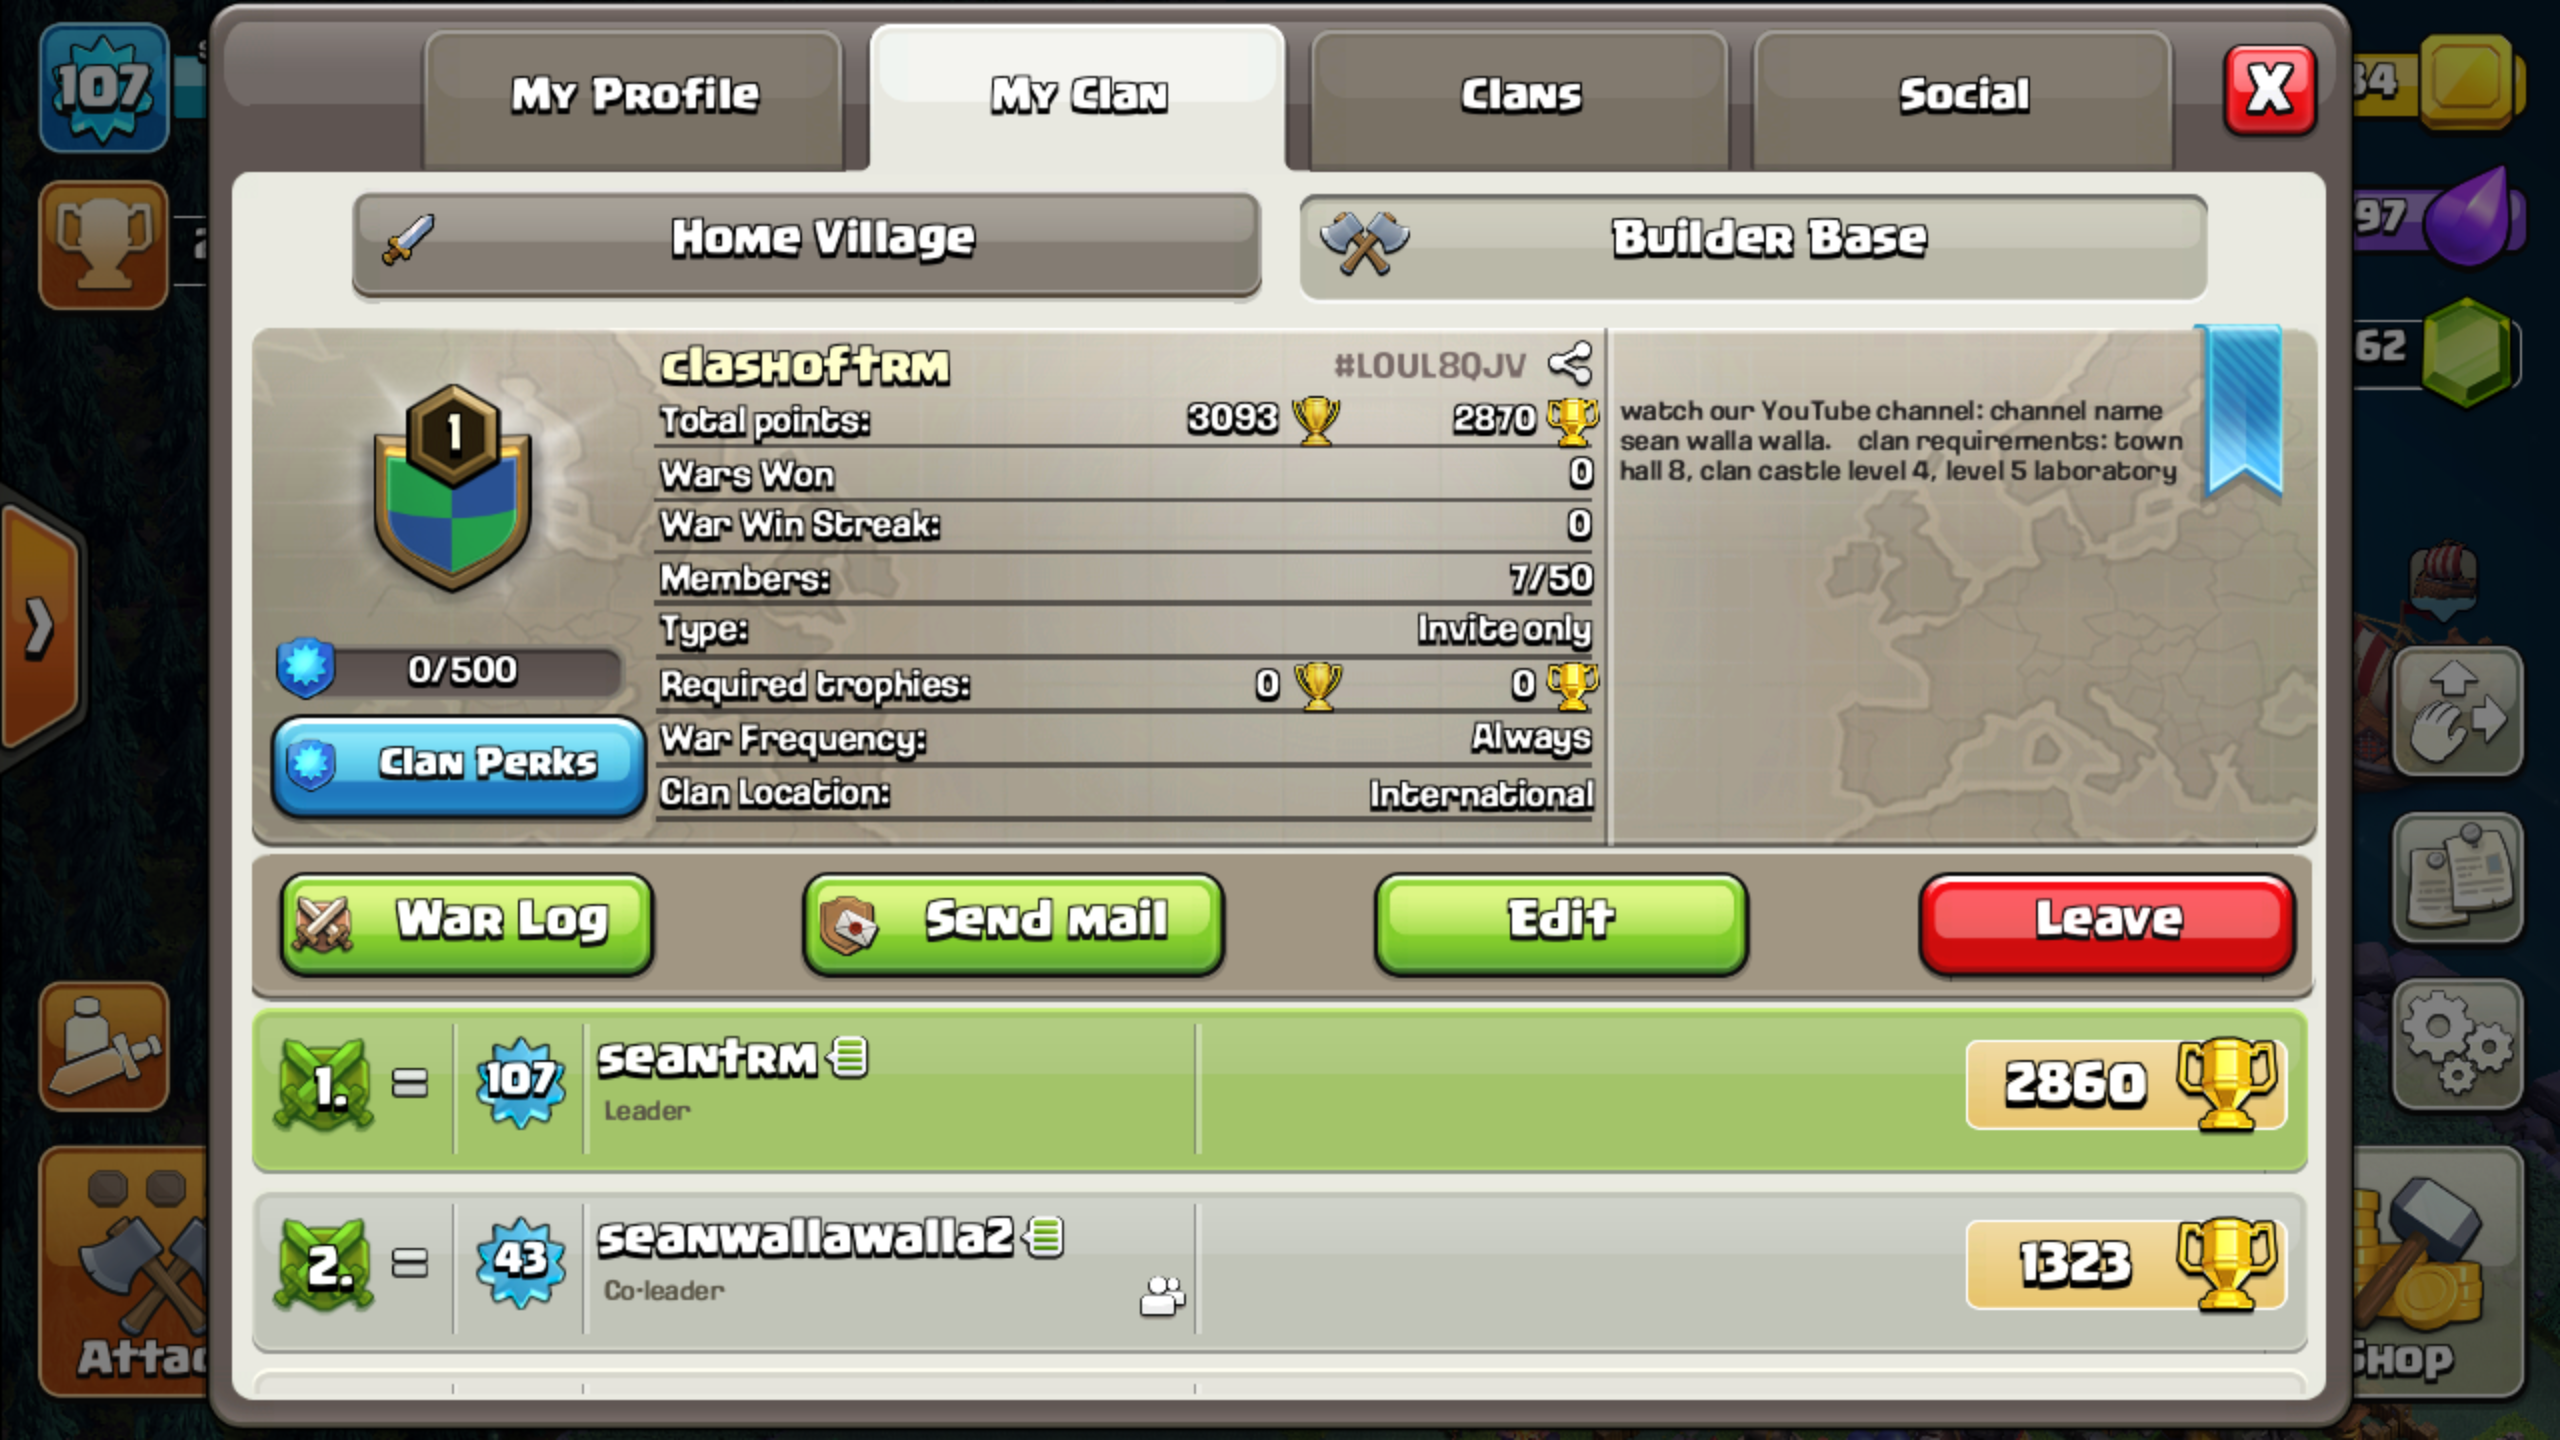 107
My Profile
My Clan
Clans
Social
X
34
Home Village
Builder Base
97
62
1
clashoftRM
#LOUL8QJV
Total points:
3093
2870
Wars Won
0
War Win Streak:
0
Members:
7/50
Type:
Invite only
Required trophies:
0
0
War Frequency:
Always
Clan Location:
International
0/500
Clan Perks
watch our YouTube channel: channel name
sean walla walla. clan requirements: town
hall 8, clan castle level 4, level 5 laboratory
War Log
Send Mail
Edit
Leave
1.
=
107
seantRM
Leader
2860
2.
=
43
seanwallawalla2
Co-leader
1323